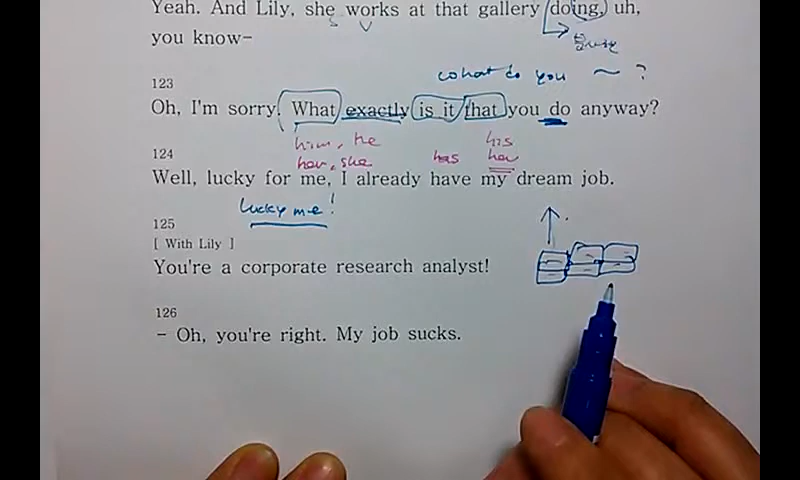 Yeah. And Lily, she works at that gallery doing, uh,
s
you know-
what do you ~ ?
123
Oh, I'm sorry. What exactly is it that you do anyway?
him, he his
124
her, she has her
Well, lucky for me, I already have my dream job.
lucky me!
125
[ With Lily ]
You're a corporate research analyst!
126
- Oh, you're right. My job sucks.